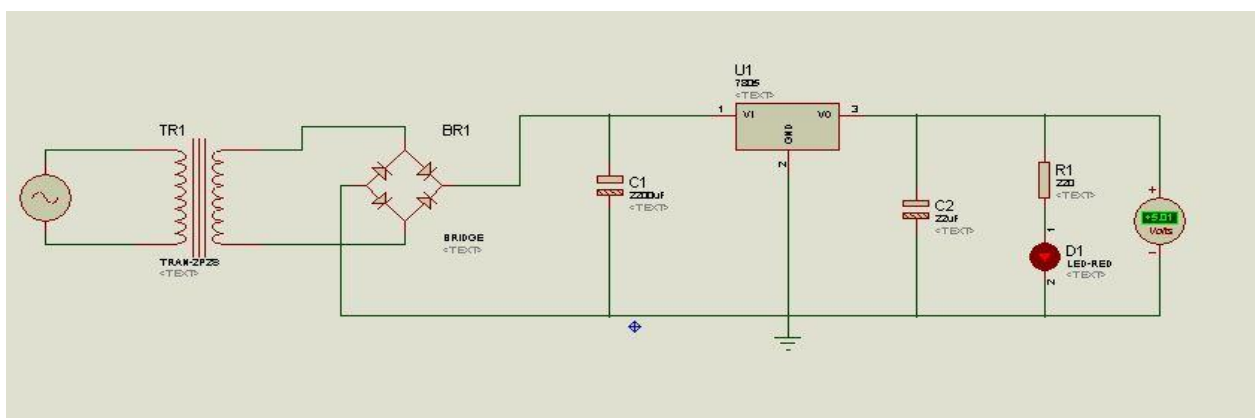 U1
7805
<TEXT>
1
VI
VO
3
GND
2
TR1
BR1
C1
2200uF
<TEXT>
R1
220
<TEXT>
C2
22uF
<TEXT>
+
+5.01
Volts
-
1
D1
LED-RED
<TEXT>
2
BRIDGE
<TEXT>
TRAN-2P2S
<TEXT>